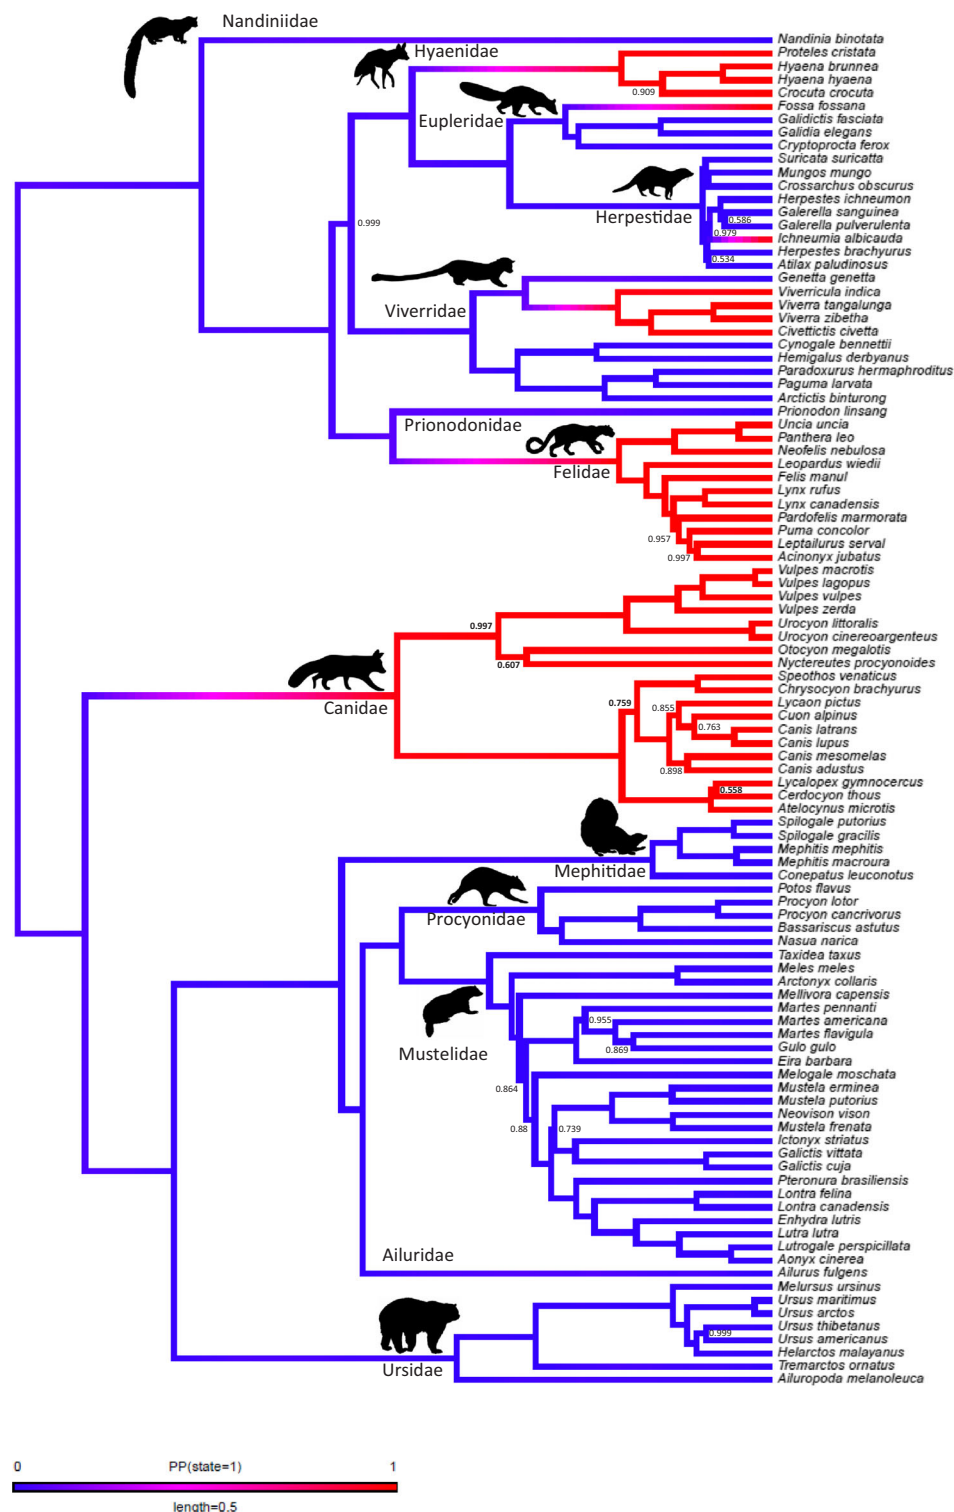 Nandiniidae
Nandinia binotata
Hyaenidae
Proteles cristata
Hyaena brunnea
Hyaena hyaena
0.909
Crocuta crocuta
Fossa fossana
Eupleridae
Galidictis fasciata
Galidia elegans
Cryptoprocta ferox
Suricata suricatta
Mungos mungo
Crossarchus obscurus
Herpestes ichneumon
Herpestidae
Galerella sanguinea
0.586
0.999
Galerella pulverulenta
0.979
Ichneumia albicauda
Herpestes brachyurus
0.534
Atilax paludinosus
Genetta genetta
Viverricula indica
Viverridae
Viverra tangalunga
Viverra zibetha
Civettictis civetta
Cynogale bennettii
Hemigalus derbyanus
Paradoxurus hermaphroditus
Paguma larvata
Arctictis binturong
Prionodon linsang
Prionodonidae
Uncia uncia
Panthera leo
Neofelis nebulosa
Felidae
Leopardus wiedii
Felis manul
Lynx rufus
Lynx canadensis
Pardofelis marmorata
Puma concolor
0.957
Leptailurus serval
0.997
Acinonyx jubatus
Vulpes macrotis
Vulpes lagopus
Vulpes vulpes
Vulpes zerda
0.997
Urocyon littoralis
Urocyon cinereoargenteus
Otocyon megalotis
0.607
Nyctereutes procyonoides
Speothos venaticus
Chrysocyon brachyurus
Canidae
0.759
Lycaon pictus
0.855
Cuon alpinus
0.763
Canis latrans
Canis lupus
Canis mesomelas
0.898
Canis adustus
Lycalopex gymnocercus
0.558
Cerdocyon thous
Atelocynus microtis
Spilogale putorius
Spilogale gracilis
Mephitis mephitis
Mephitis macroura
Mephitidae
Conepatus leuconotus
Potos flavus
Procyon lotor
Procyonidae
Procyon cancrivorus
Bassariscus astutus
Nasua narica
Taxidea taxus
Meles meles
Arctonyx collaris
Mellivora capensis
Martes pennanti
0.955
Martes americana
Martes flavigula
Mustelidae
0.869
Gulo gulo
Eira barbara
Melogale moschata
0.864
Mustela erminea
Mustela putorius
Neovison vison
0.88
0.739
Mustela frenata
Ictonyx striatus
Galictis vittata
Galictis cuja
Pteronura brasiliensis
Lontra felina
Lontra canadensis
Enhydra lutris
Lutra lutra
Lutrogale perspicillata
Ailuridae
Aonyx cinerea
Ailurus fulgens
Melursus ursinus
Ursus maritimus
Ursus arctos
Ursus thibetanus
0.999
Ursus americanus
Helarctos malayanus
Ursidae
Tremarctos ornatus
Ailuropoda melanoleuca
0 PP(state=1) 1
length=0.5